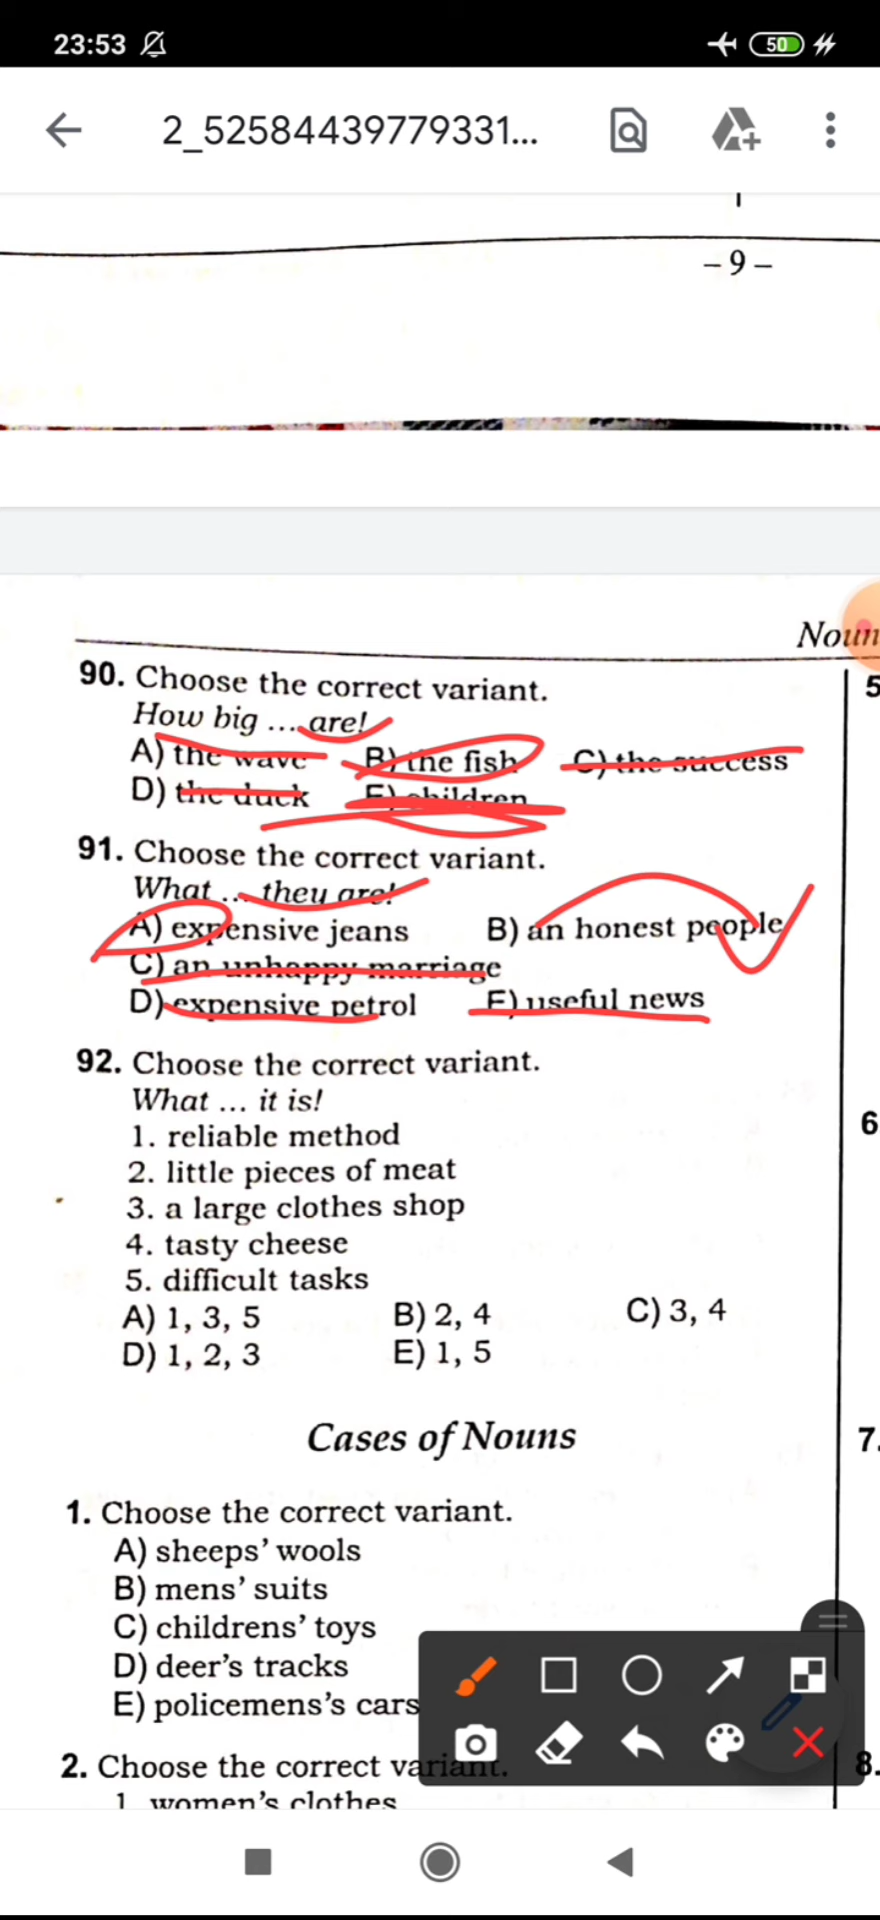 23:53
50
2_52584439779331...
– 9 –
Noun
90. Choose the correct variant.
How big ... are!
A) the wave B) the fish C) the success
D) the duck E) children
5
91. Choose the correct variant.
What ... they are!
A) expensive jeans B) an honest people
C) an unhappy marriage
D) expensive petrol E) useful news
92. Choose the correct variant.
What ... it is!
1. reliable method
2. little pieces of meat
3. a large clothes shop
4. tasty cheese
5. difficult tasks
A) 1, 3, 5 B) 2, 4 C) 3, 4
D) 1, 2, 3 E) 1, 5
6
Cases of Nouns
7.
1. Choose the correct variant.
A) sheeps' wools
B) mens' suits
C) childrens' toys
D) deer's tracks
E) policemens's cars
2. Choose the correct variant.
8.
1. women's clothes